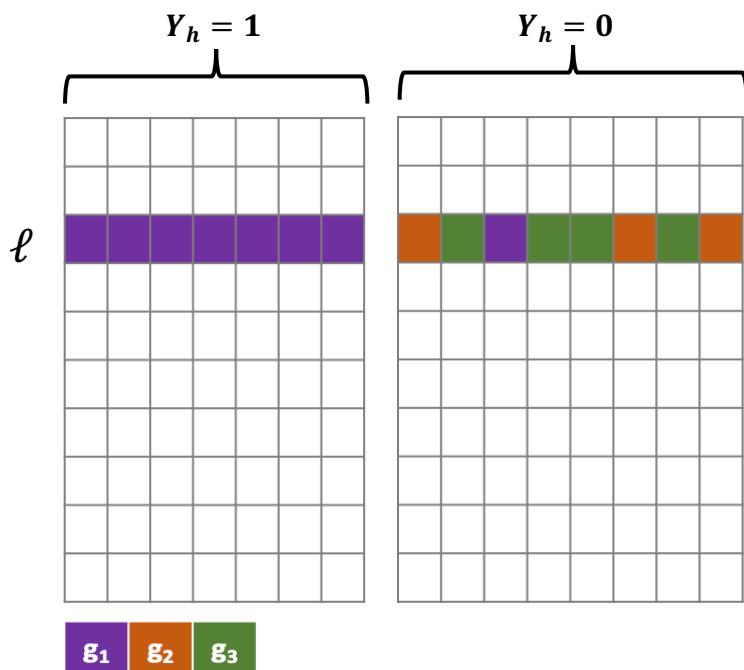 Y_h = 1
Y_h = 0
ℓ
g₁ g₂ g₃